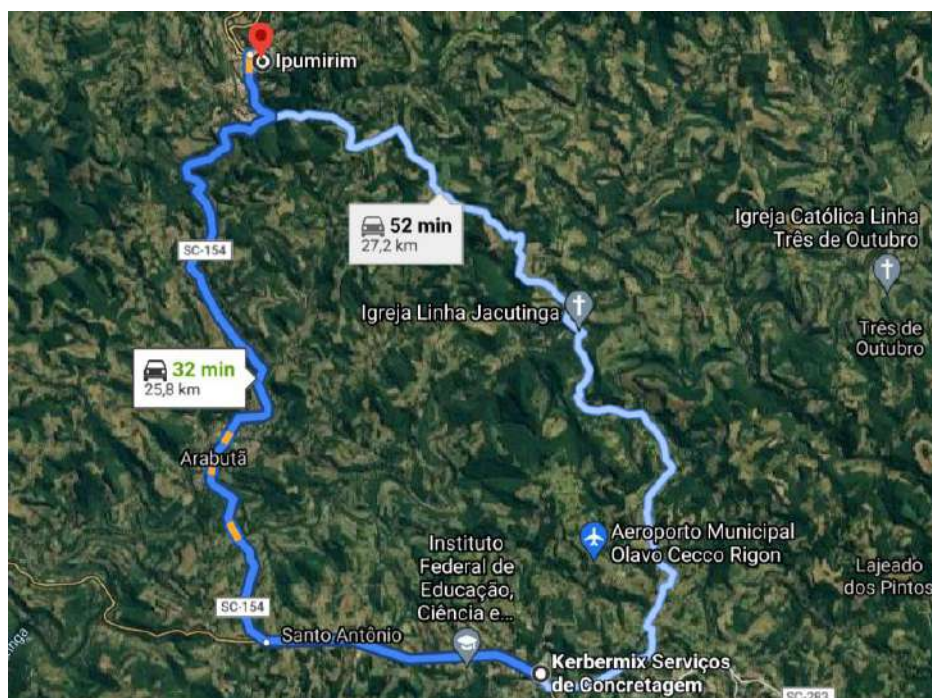 Ipumirim
52 min
27,2 km
Igreja Católica Linha
Três de Outubro
SC-154
Igreja Linha Jacutinga
Três de
Outubro
32 min
25,8 km
Arabutã
Instituto
Federal de
Educação,
Ciência e...
Aeroporto Municipal
Olavo Cecco Rigon
Lajeado
dos Pintos
SC-154
Santo Antônio
Kerbermix Serviços
de Concretagem
SC-283